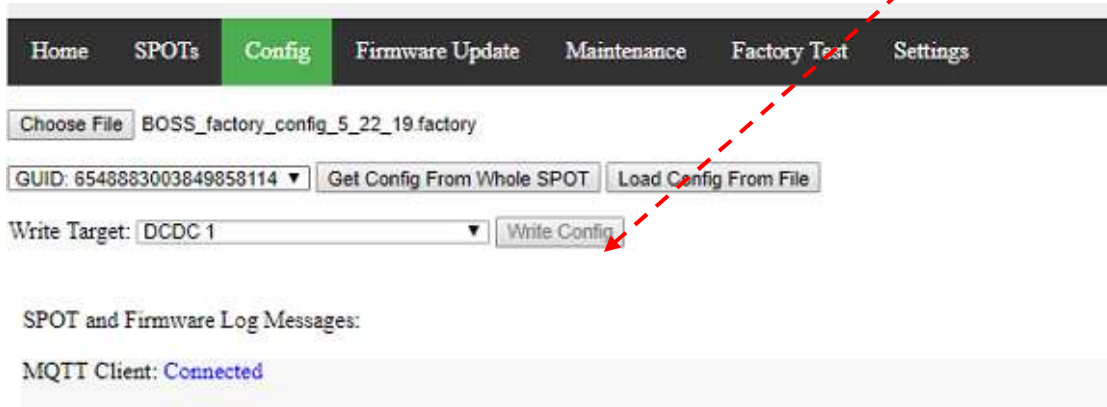 Home SPOTs Config Firmware Update Maintenance Factory Test Settings
Choose File BOSS_factory_config_5_22_19.factory
GUID: 6548883003849858114 Get Config From Whole SPOT Load Config From File
Write Target: DCDC 1 Write Config
SPOT and Firmware Log Messages:
MQTT Client: Connected